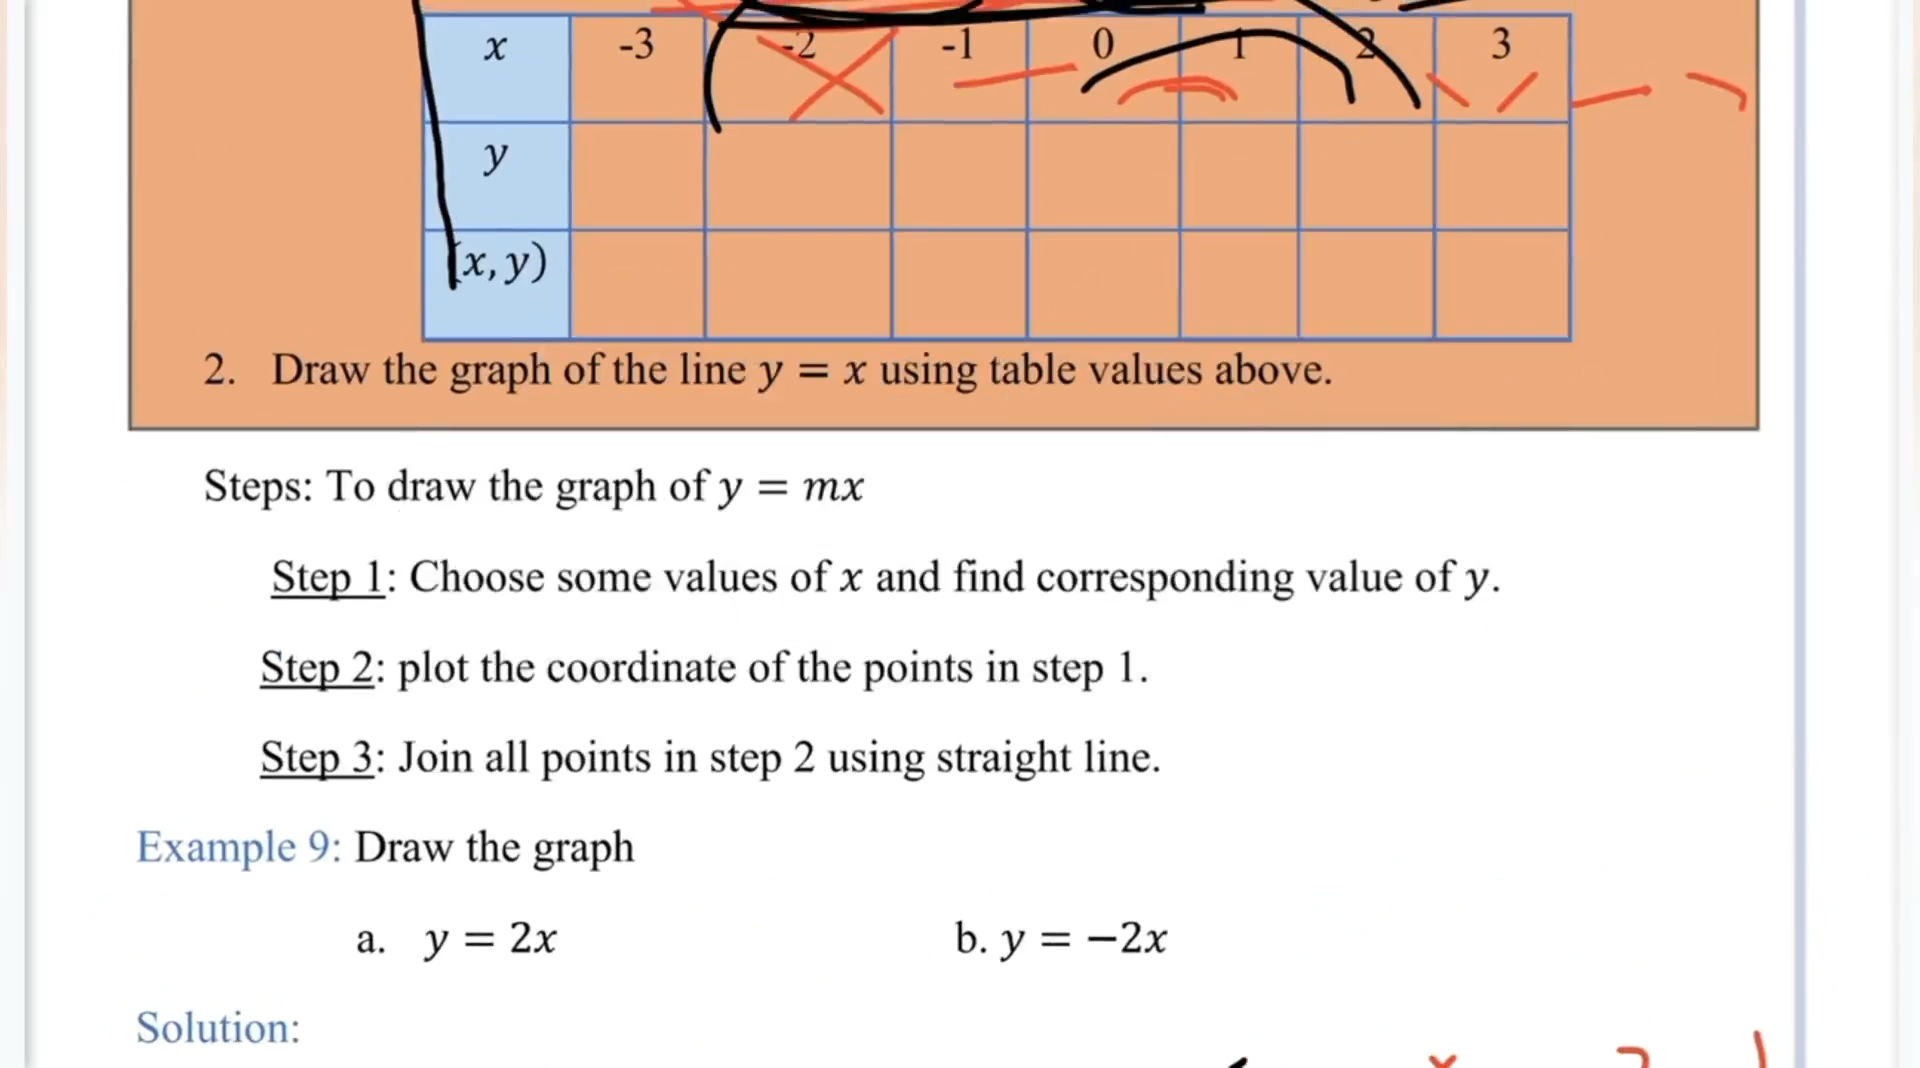 x -3 -2 -1 0 1 2 3
y
(x, y)
2. Draw the graph of the line y = x using table values above.
Steps: To draw the graph of y = mx
Step 1: Choose some values of x and find corresponding value of y.
Step 2: plot the coordinate of the points in step 1.
Step 3: Join all points in step 2 using straight line.
Example 9: Draw the graph
a. y = 2x b. y = −2x
Solution: